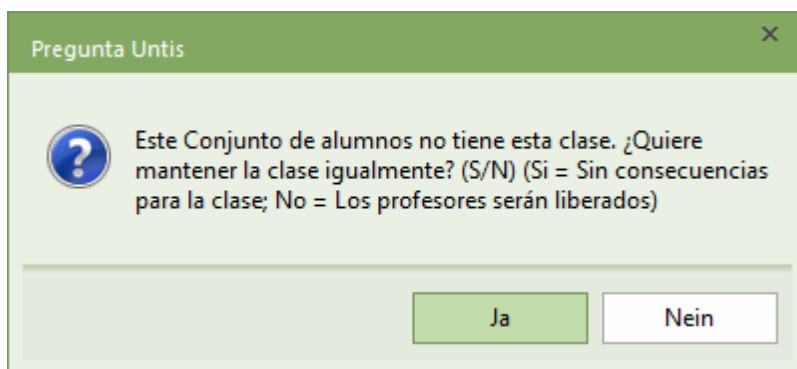 Pregunta Untis
Este Conjunto de alumnos no tiene esta clase. ¿Quiere
mantener la clase igualmente? (S/N) (Si = Sin consecuencias
para la clase; No = Los profesores serán liberados)
Ja
Nein